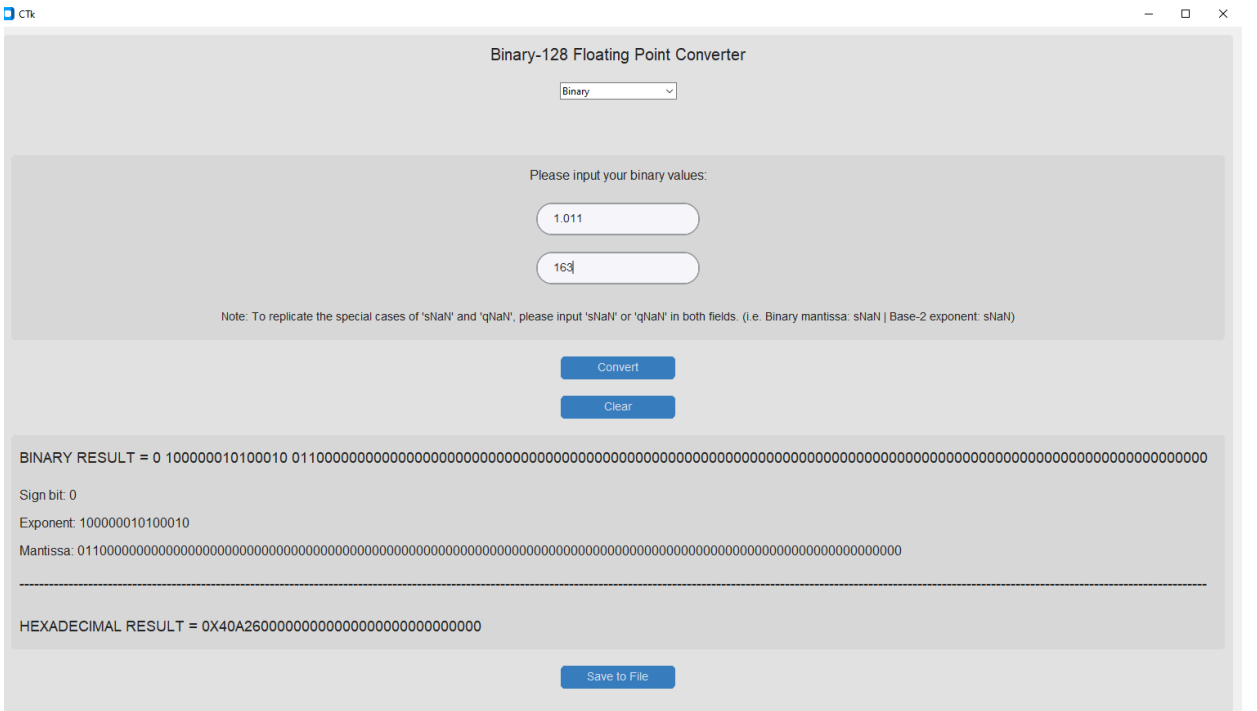 CTk
Binary-128 Floating Point Converter
Binary
Please input your binary values:
1.011
163
Note: To replicate the special cases of 'sNaN' and 'qNaN', please input 'sNaN' or 'qNaN' in both fields. (i.e. Binary mantissa: sNaN | Base-2 exponent: sNaN)
Convert
Clear
BINARY RESULT = 0 100000010100010 0110000000000000000000000000000000000000000000000000000000000000000000000000000000000000000000000000000000000000
Sign bit: 0
Exponent: 100000010100010
Mantissa: 0110000000000000000000000000000000000000000000000000000000000000000000000000000000000000000000000000000000000000
HEXADECIMAL RESULT = 0X40A26000000000000000000000000000
Save to File